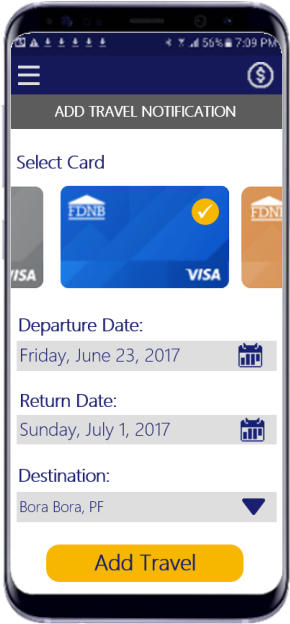 56% 7:09 PM
ADD TRAVEL NOTIFICATION
Select Card
VISA
FDNB
VISA
FDN
Departure Date:
Friday, June 23, 2017
Return Date:
Sunday, July 1, 2017
Destination:
Bora Bora, PF
Add Travel